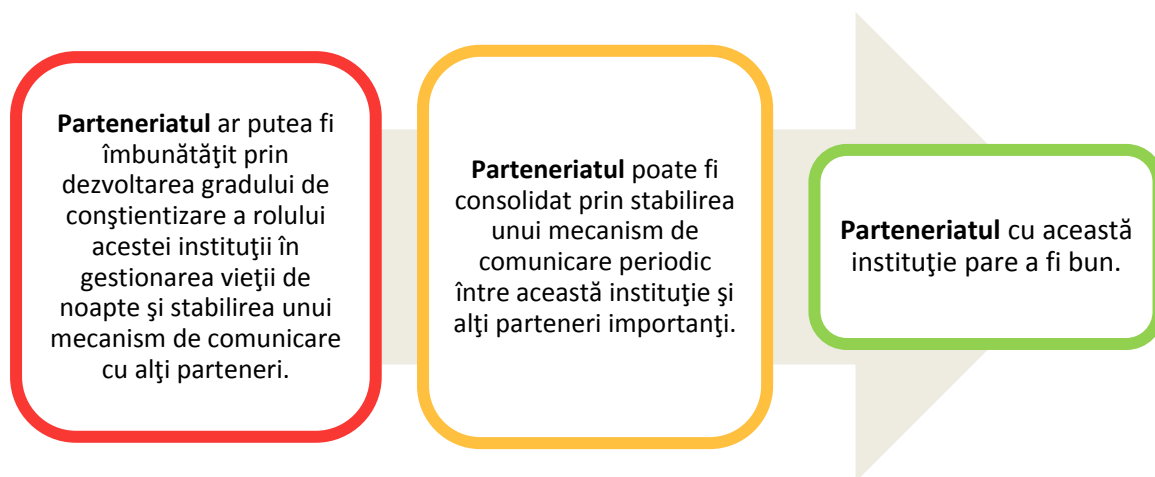 Parteneriatul ar putea fi
îmbunătăţit prin
dezvoltarea gradului de
conştientizare a rolului
acestei instituţii în
gestionarea vieţii de
noapte şi stabilirea unui
mecanism de comunicare
cu alţi parteneri.
Parteneriatul poate fi
consolidat prin stabilirea
unui mecanism de
comunicare periodic
între această instituţie şi
alţi parteneri importanţi.
Parteneriatul cu această
instituţie pare a fi bun.